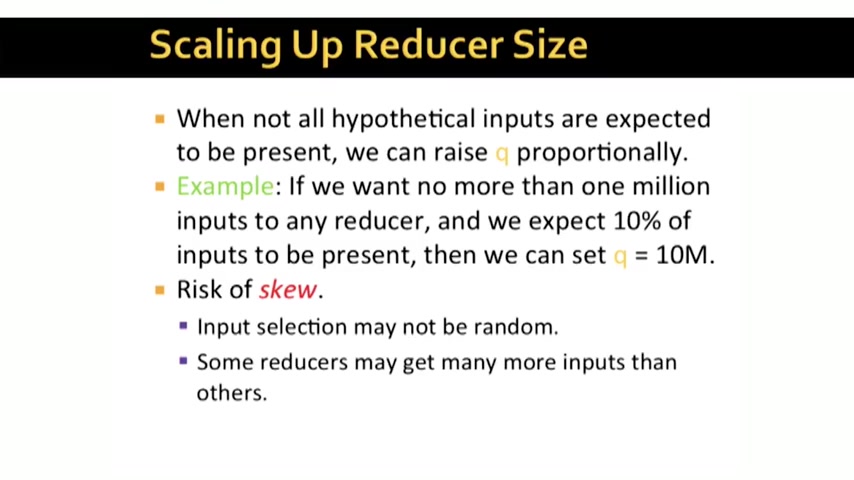 Scaling Up Reducer Size
▪ When not all hypothetical inputs are expected
to be present, we can raise q proportionally.
▪ Example: If we want no more than one million
inputs to any reducer, and we expect 10% of
inputs to be present, then we can set q = 10M.
▪ Risk of skew.
▪ Input selection may not be random.
▪ Some reducers may get many more inputs than
others.